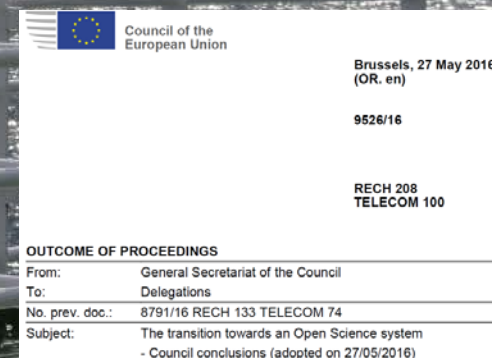 Council of the
European Union
Brussels, 27 May 2016
(OR. en)
9526/16
RECH 208
TELECOM 100
OUTCOME OF PROCEEDINGS
From: General Secretariat of the Council
To: Delegations
No. prev. doc.: 8791/16 RECH 133 TELECOM 74
Subject: The transition towards an Open Science system
- Council conclusions (adopted on 27/05/2016)